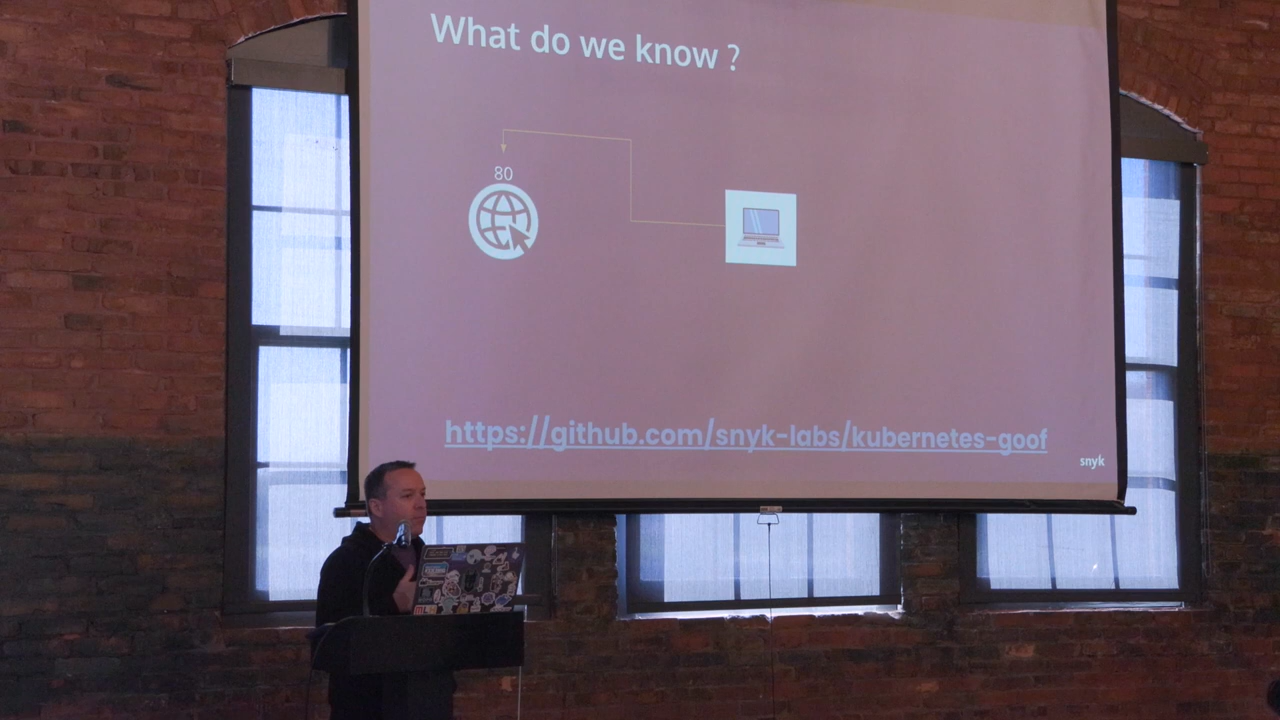 What do we know ?
80
https://github.com/snyk-labs/kubernetes-goof
snyk